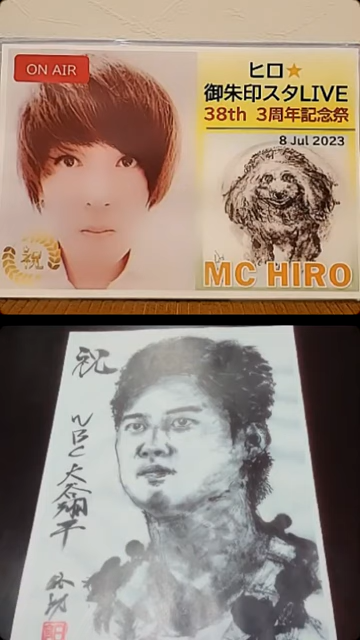 ON AIR
ヒロ★
御朱印スタLIVE
38th 3周年記念祭
8 Jul 2023
祝
MC HIRO
祝
WBC 大谷翔平